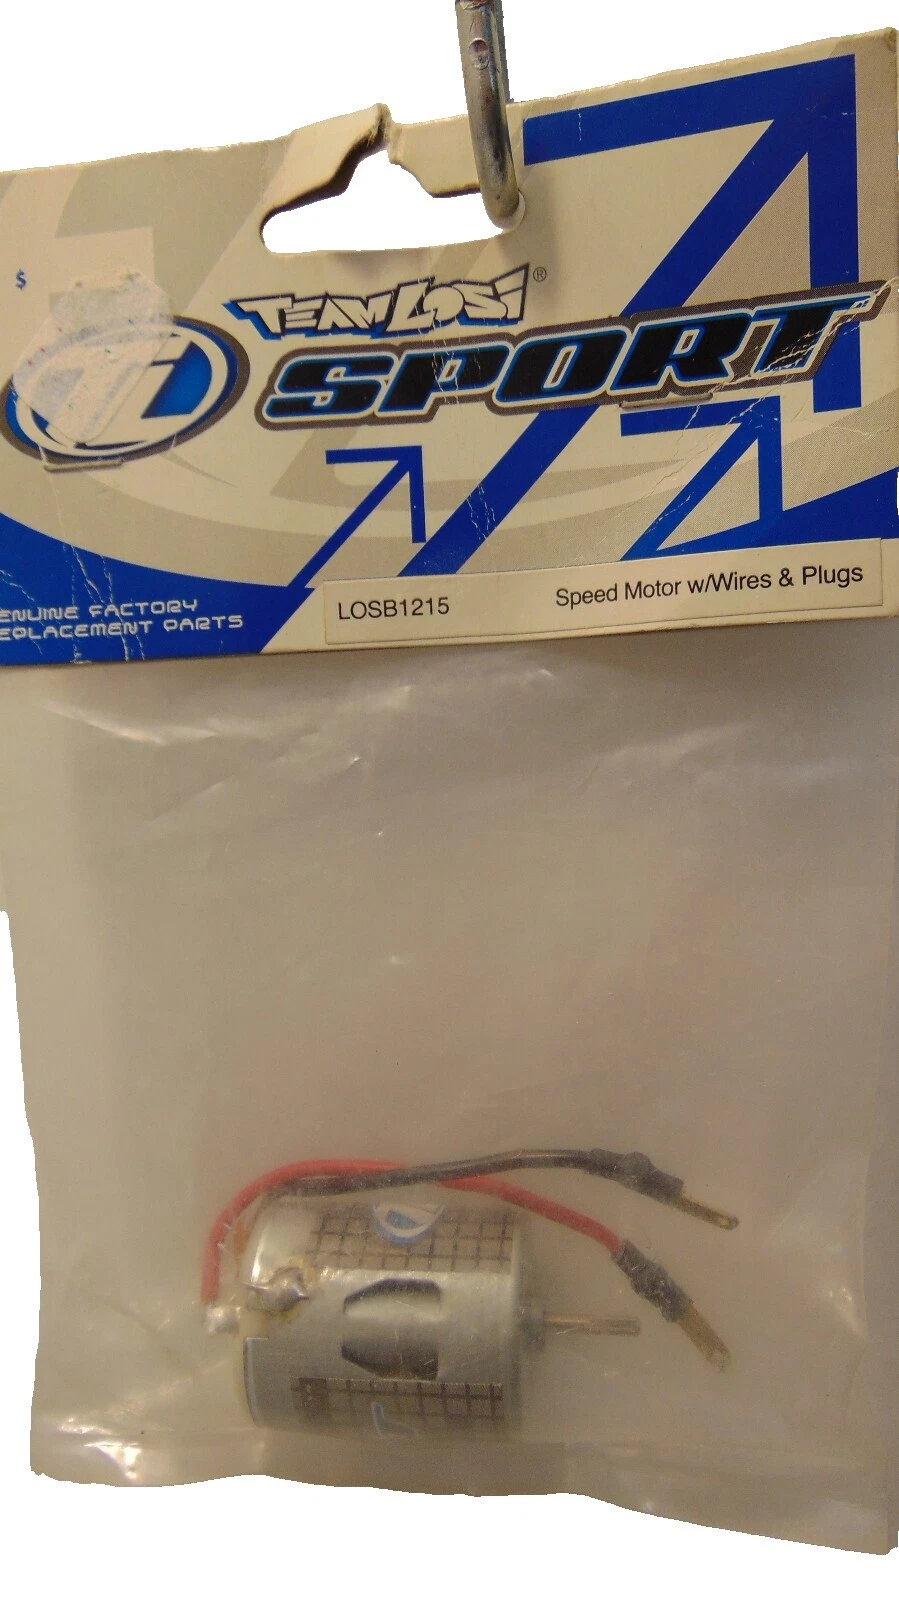 $
TEAM LOSI®
SPORT
ENUINE FACTORY
EPLACEMENT PARTS
LOSB1215 Speed Motor w/Wires & Plugs